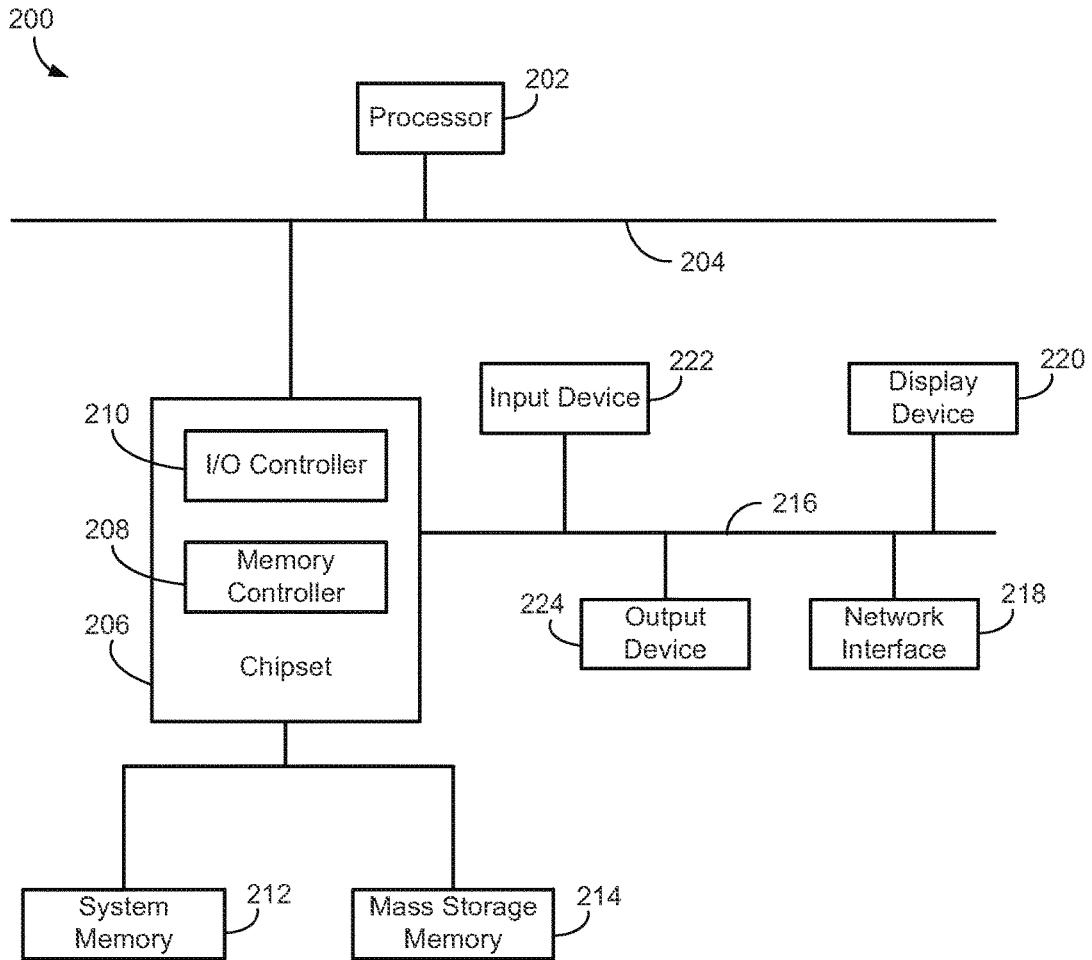 200
202
Processor
204
222
220
Input Device
Display
Device
210
I/O Controller
216
208
Memory
Controller
224
Output
Device
218
Network
Interface
206
Chipset
212
System
Memory
214
Mass Storage
Memory